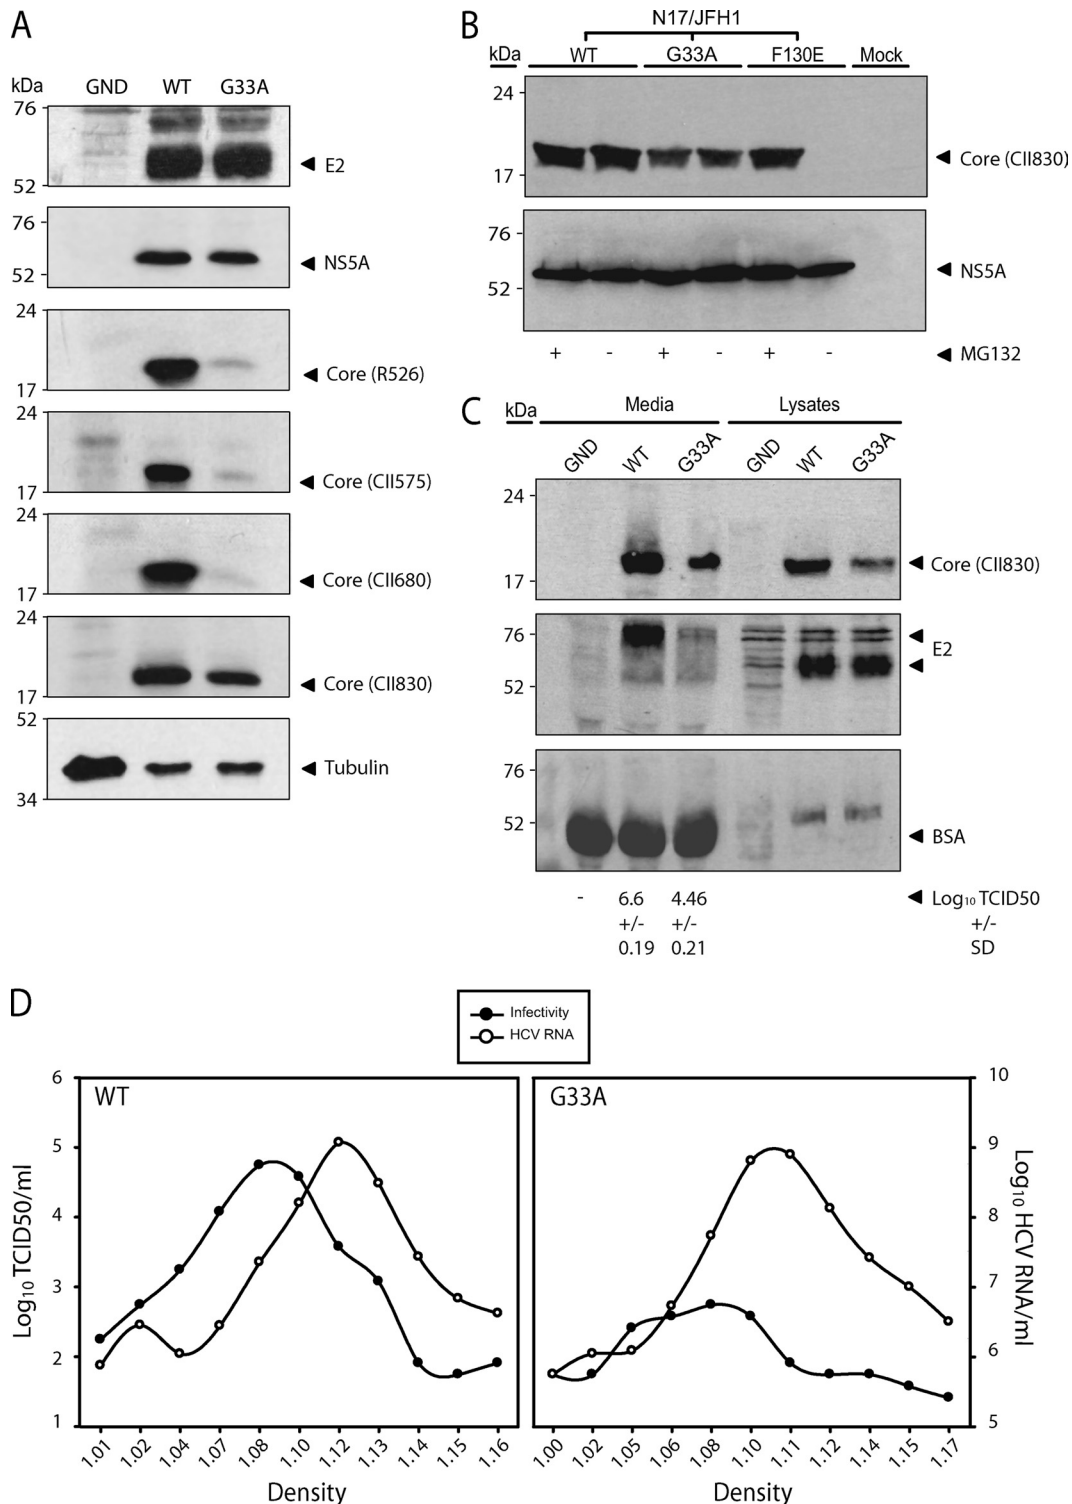 A
kDa GND WT G33A
76
E2
52
76
NS5A
52
24
Core (R526)
17
24
Core (CII575)
17
24
Core (CII680)
17
24
Core (CII830)
17
52
Tubulin
34
B
N17/JFH1
kDa WT G33A F130E Mock
24
Core (CII830)
17
76
NS5A
52
+ - + - + - MG132
C
kDa Media Lysates
GND WT G33A GND WT G33A
24
Core (CII830)
17
76
E2
52
76
52
BSA
- 6.6 4.46 Log10 TCID50
+/- +/- +/-
0.19 0.21 SD
D
Infectivity
HCV RNA
WT
6
5
4
3
2
1
Log10 TCID50/ml
1.01 1.02 1.04 1.07 1.08 1.10 1.12 1.13 1.14 1.15 1.16
Density
G33A
10
9
8
7
6
5
Log10 HCV RNA/ml
1.00 1.02 1.05 1.06 1.08 1.10 1.11 1.12 1.14 1.15 1.17
Density